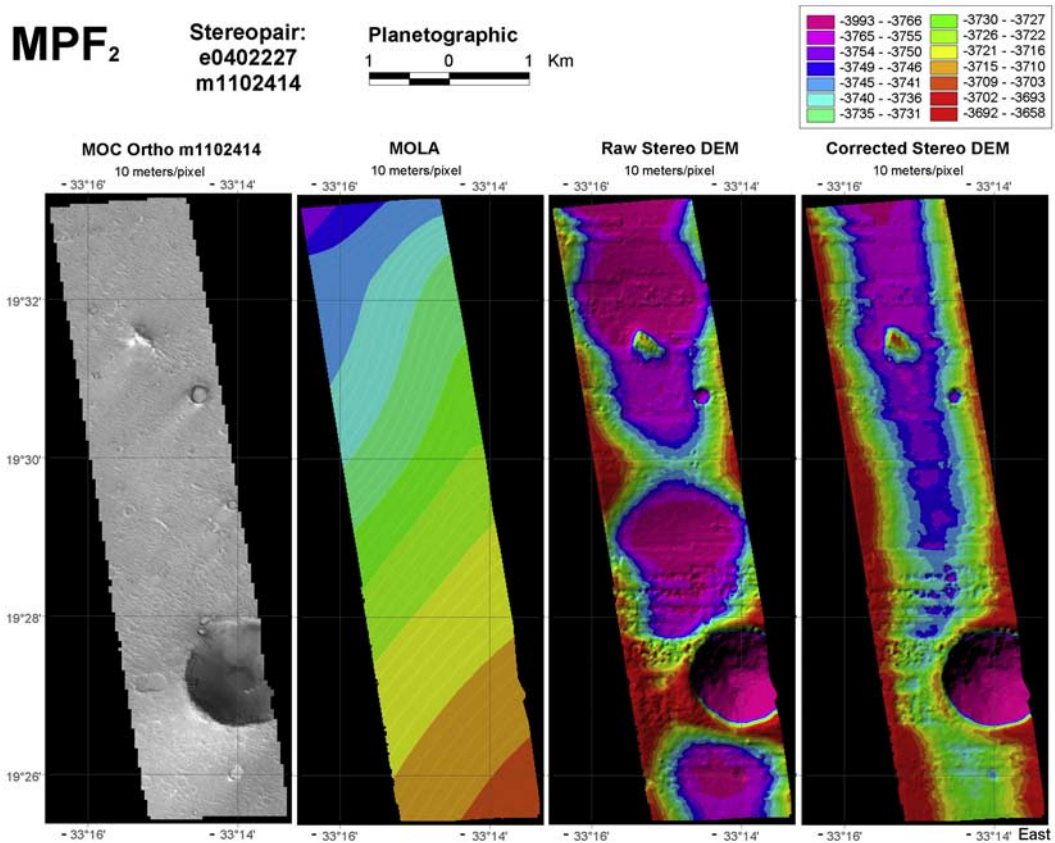 MPF2
Stereopair:
e0402227
m1102414
Planetographic
1 0 1 Km
-3993 - -3766 -3730 - -3727
-3765 - -3755 -3726 - -3722
-3754 - -3750 -3721 - -3716
-3749 - -3746 -3715 - -3710
-3745 - -3741 -3709 - -3703
-3740 - -3736 -3702 - -3693
-3735 - -3731 -3692 - -3658
MOC Ortho m1102414 MOLA Raw Stereo DEM Corrected Stereo DEM
10 meters/pixel 10 meters/pixel 10 meters/pixel 10 meters/pixel
- 33°16' - 33°14' - 33°16' - 33°14' - 33°16' - 33°14' - 33°16' - 33°14'
19°32'
19°30'
19°28'
19°26'
- 33°16' - 33°14' - 33°16' - 33°14' - 33°16' - 33°14' - 33°16' - 33°14' East